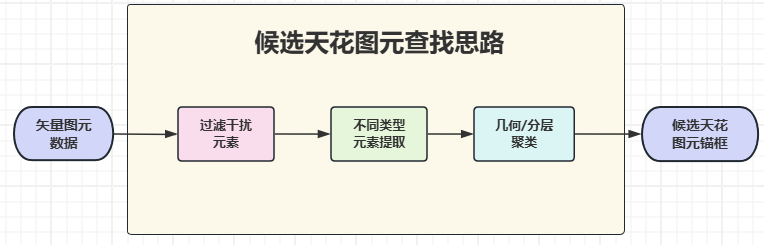 候选天花图元查找思路
矢量图元
数据
过滤干扰
元素
不同类型
元素提取
几何/分层
聚类
候选天花
图元锚框